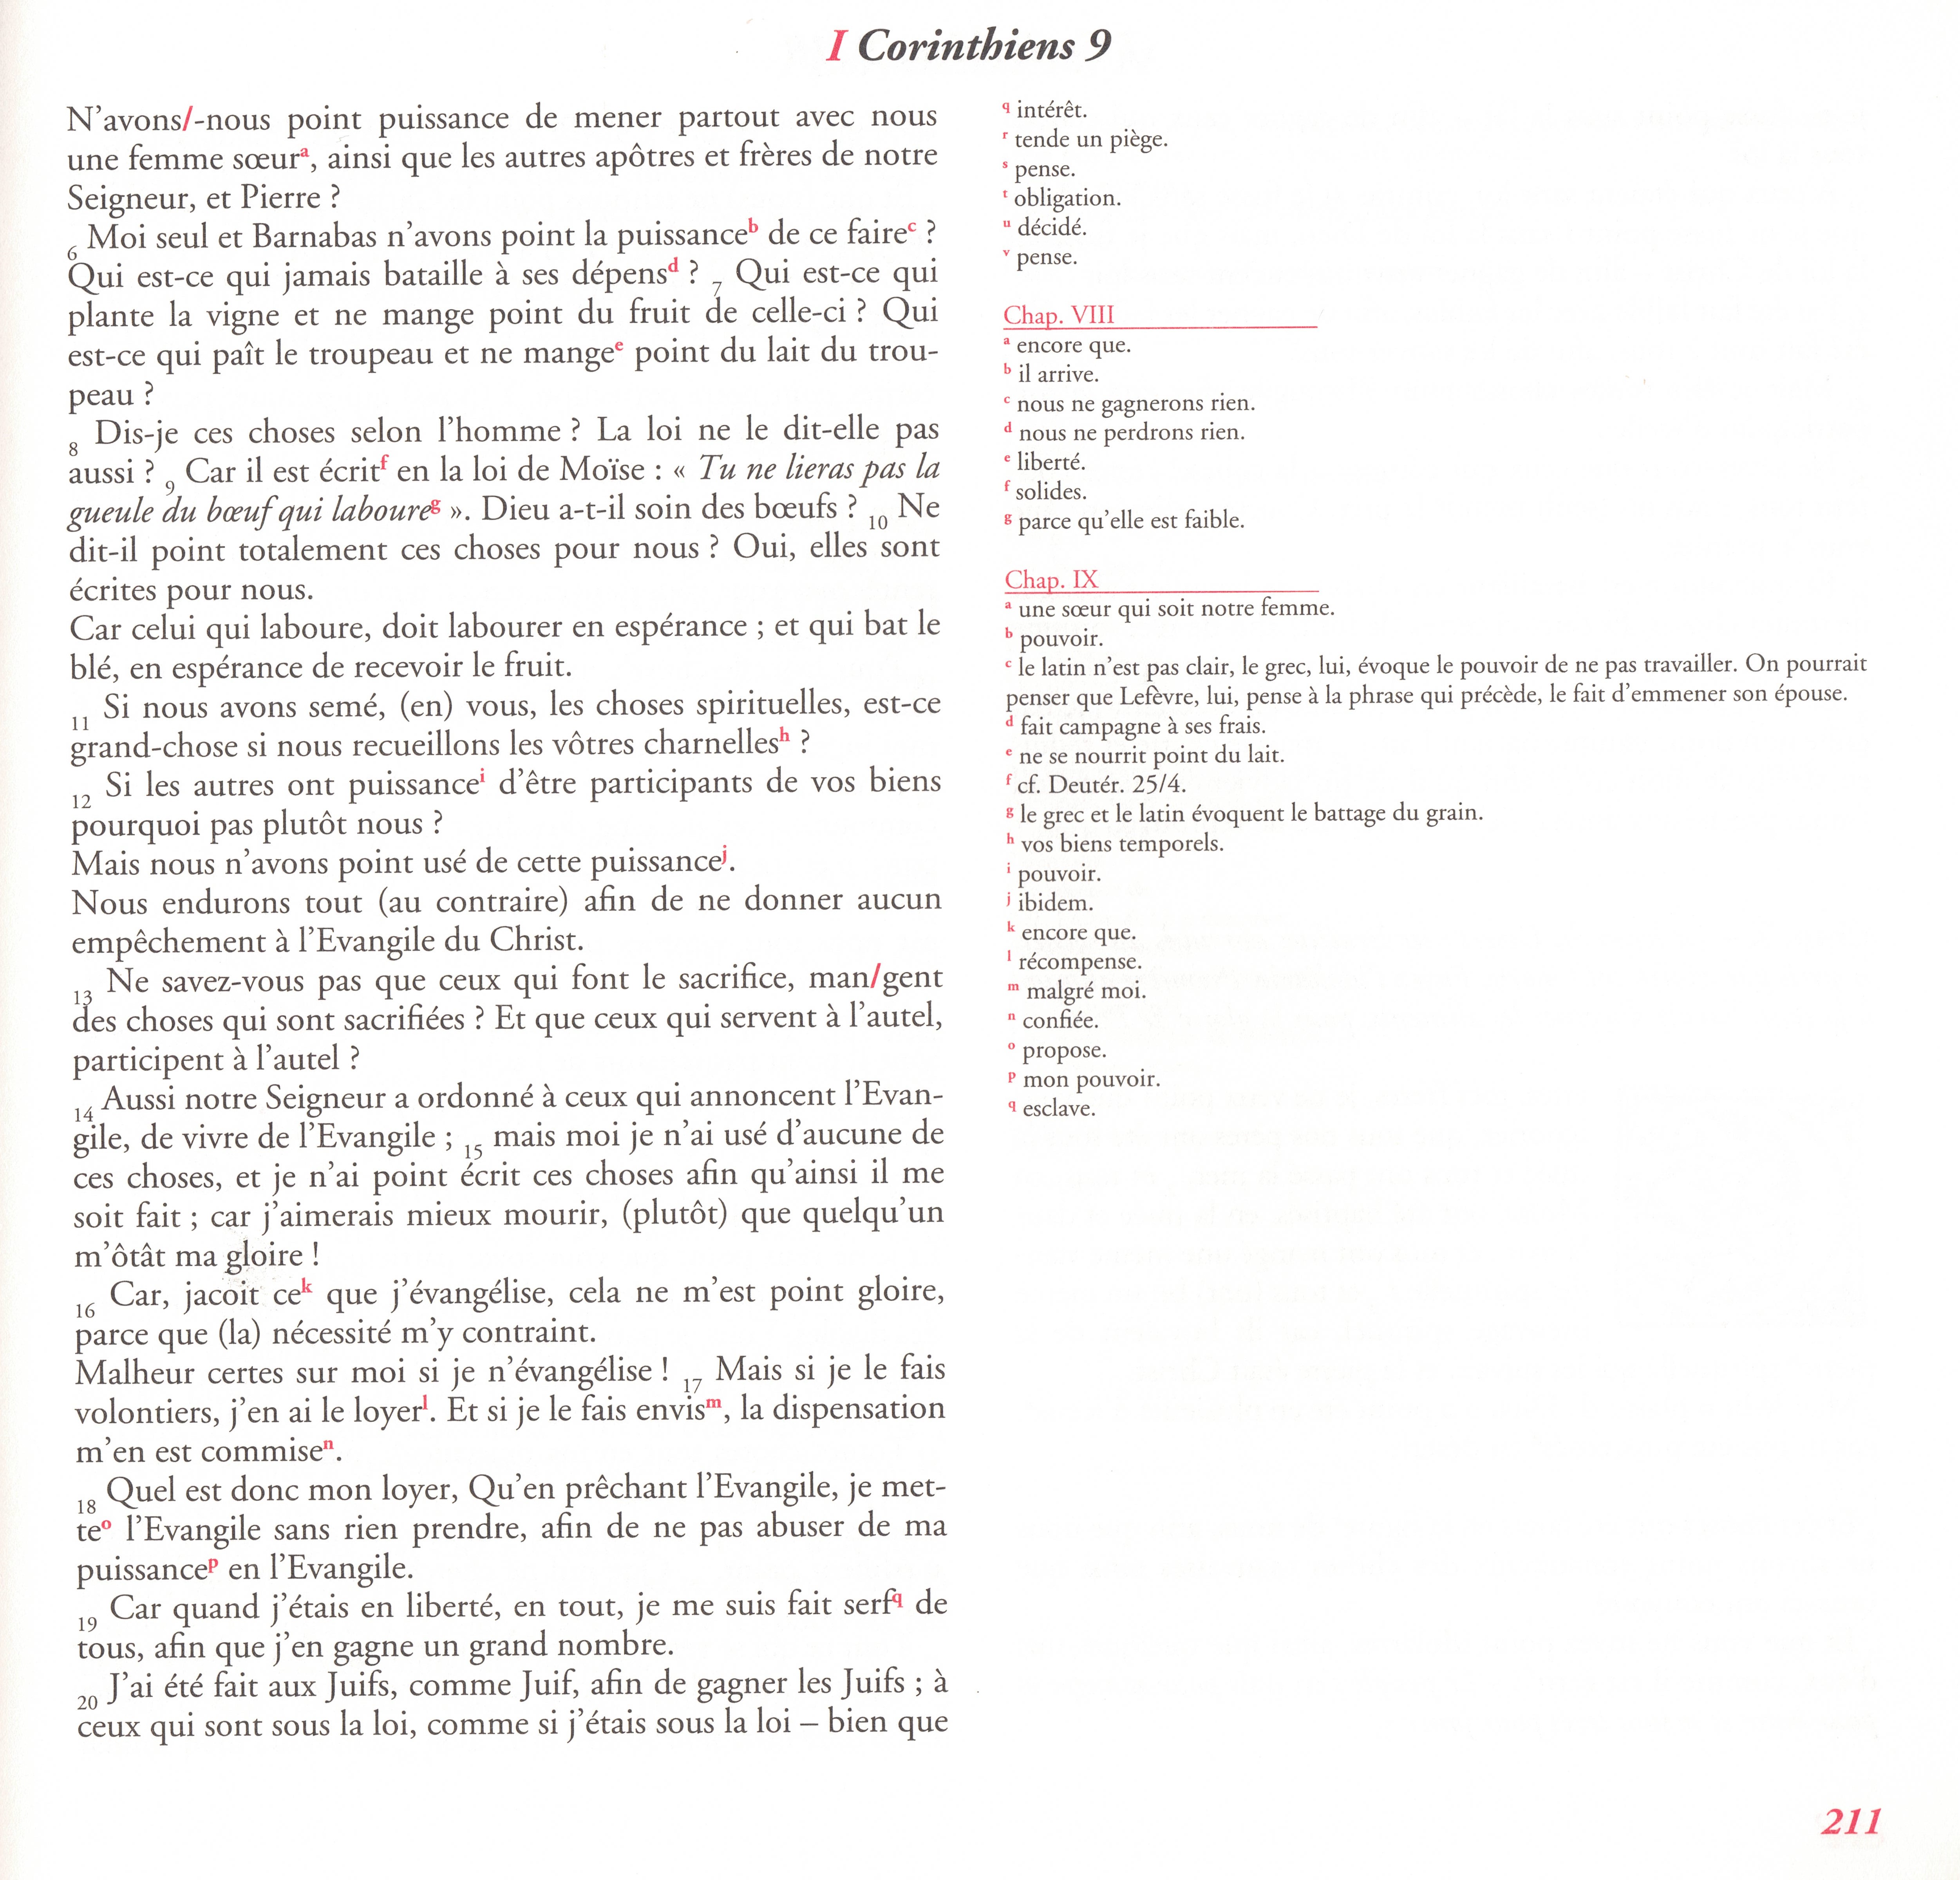 I Corinthiens 9
N'avons/-nous point puissance de mener partout avec nous
une femme sœurᵃ, ainsi que les autres apôtres et frères de notre
Seigneur, et Pierre ?
6 Moi seul et Barnabas n'avons point la puissanceᵇ de ce faireᶜ ?
Qui est-ce qui jamais bataille à ses dépensᵈ ? 7 Qui est-ce qui
plante la vigne et ne mange point du fruit de celle-ci ? Qui
est-ce qui paît le troupeau et ne mangeᵉ point du lait du trou-
peau ?
8 Dis-je ces choses selon l'homme ? La loi ne le dit-elle pas
aussi ? 9 Car il est écritᶠ en la loi de Moïse : « Tu ne lieras pas la
gueule du bœuf qui laboureᵍ ». Dieu a-t-il soin des bœufs ? 10 Ne
dit-il point totalement ces choses pour nous ? Oui, elles sont
écrites pour nous.
Car celui qui laboure, doit labourer en espérance ; et qui bat le
blé, en espérance de recevoir le fruit.
11 Si nous avons semé, (en) vous, les choses spirituelles, est-ce
grand-chose si nous recueillons les vôtres charnellesʰ ?
12 Si les autres ont puissanceⁱ d'être participants de vos biens
pourquoi pas plutôt nous ?
Mais nous n'avons point usé de cette puissanceʲ.
Nous endurons tout (au contraire) afin de ne donner aucun
empêchement à l'Evangile du Christ.
13 Ne savez-vous pas que ceux qui font le sacrifice, man/gent
des choses qui sont sacrifiées ? Et que ceux qui servent à l'autel,
participent à l'autel ?
14 Aussi notre Seigneur a ordonné à ceux qui annoncent l'Evan-
gile, de vivre de l'Evangile ; 15 mais moi je n'ai usé d'aucune de
ces choses, et je n'ai point écrit ces choses afin qu'ainsi il me
soit fait ; car j'aimerais mieux mourir, (plutôt) que quelqu'un
m'ôtât ma gloire !
16 Car, jacoit ceᵏ que j'évangélise, cela ne m'est point gloire,
parce que (la) nécessité m'y contraint.
Malheur certes sur moi si je n'évangélise ! 17 Mais si je le fais
volontiers, j'en ai le loyerˡ. Et si je le fais envisᵐ, la dispensation
m'en est commiseⁿ.
18 Quel est donc mon loyer, Qu'en prêchant l'Evangile, je met-
teᵒ l'Evangile sans rien prendre, afin de ne pas abuser de ma
puissanceᵖ en l'Evangile.
19 Car quand j'étais en liberté, en tout, je me suis fait serf𐞥 de
tous, afin que j'en gagne un grand nombre.
20 J'ai été fait aux Juifs, comme Juif, afin de gagner les Juifs ; à
ceux qui sont sous la loi, comme si j'étais sous la loi – bien que
q intérêt.
r tende un piège.
s pense.
t obligation.
u décidé.
v pense.
Chap. VIII
a encore que.
b il arrive.
c nous ne gagnerons rien.
d nous ne perdrons rien.
e liberté.
f solides.
g parce qu'elle est faible.
Chap. IX
a une sœur qui soit notre femme.
b pouvoir.
c le latin n'est pas clair, le grec, lui, évoque le pouvoir de ne pas travailler. On pourrait
penser que Lefèvre, lui, pense à la phrase qui précède, le fait d'emmener son épouse.
d fait campagne à ses frais.
e ne se nourrit point du lait.
f cf. Deutér. 25/4.
g le grec et le latin évoquent le battage du grain.
h vos biens temporels.
i pouvoir.
j ibidem.
k encore que.
l récompense.
m malgré moi.
n confiée.
o propose.
p mon pouvoir.
q esclave.
211